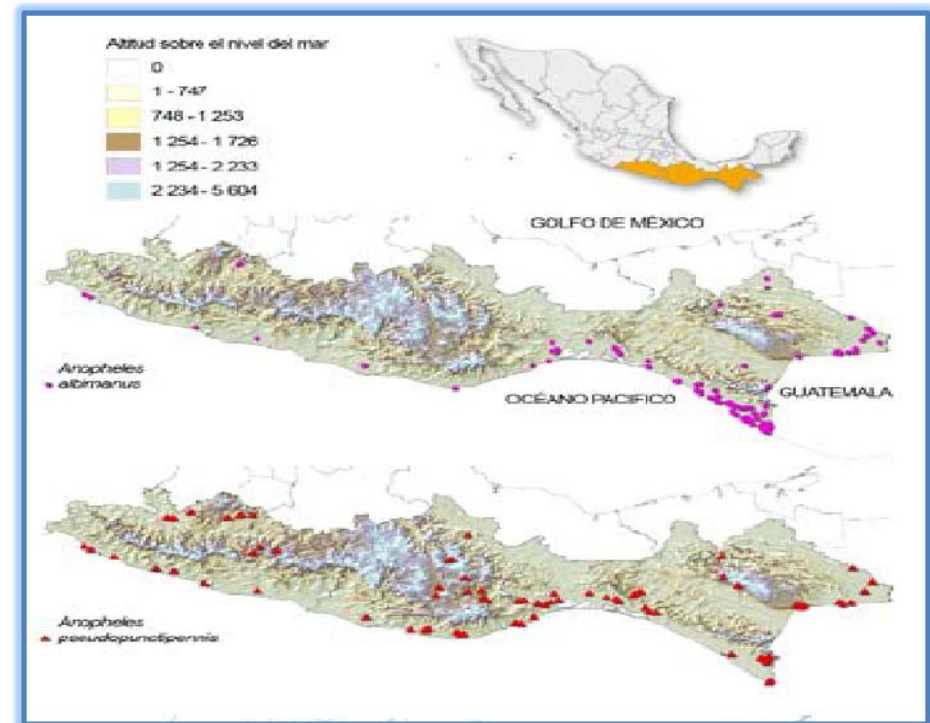 Altitud sobre el nivel del mar
0
1 - 747
748 - 1 253
1 254 - 1 726
1 254 - 2 233
2 234 - 5 604
GOLFO DE MÉXICO
Anopheles
albimanus
OCÉANO PACIFICO
GUATEMALA
Anopheles
pseudopunctipennis